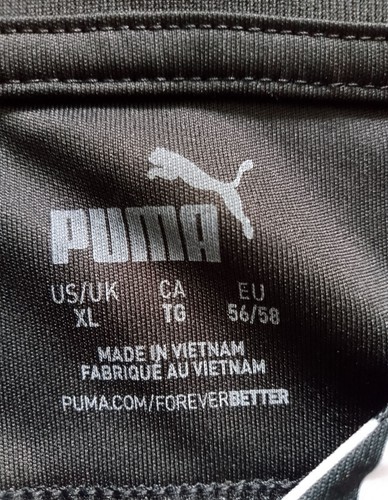 PUMA
US/UK CA EU
XL TG 56/58
MADE IN VIETNAM
FABRIQUÉ AU VIETNAM
PUMA.COM/FOREVERBETTER